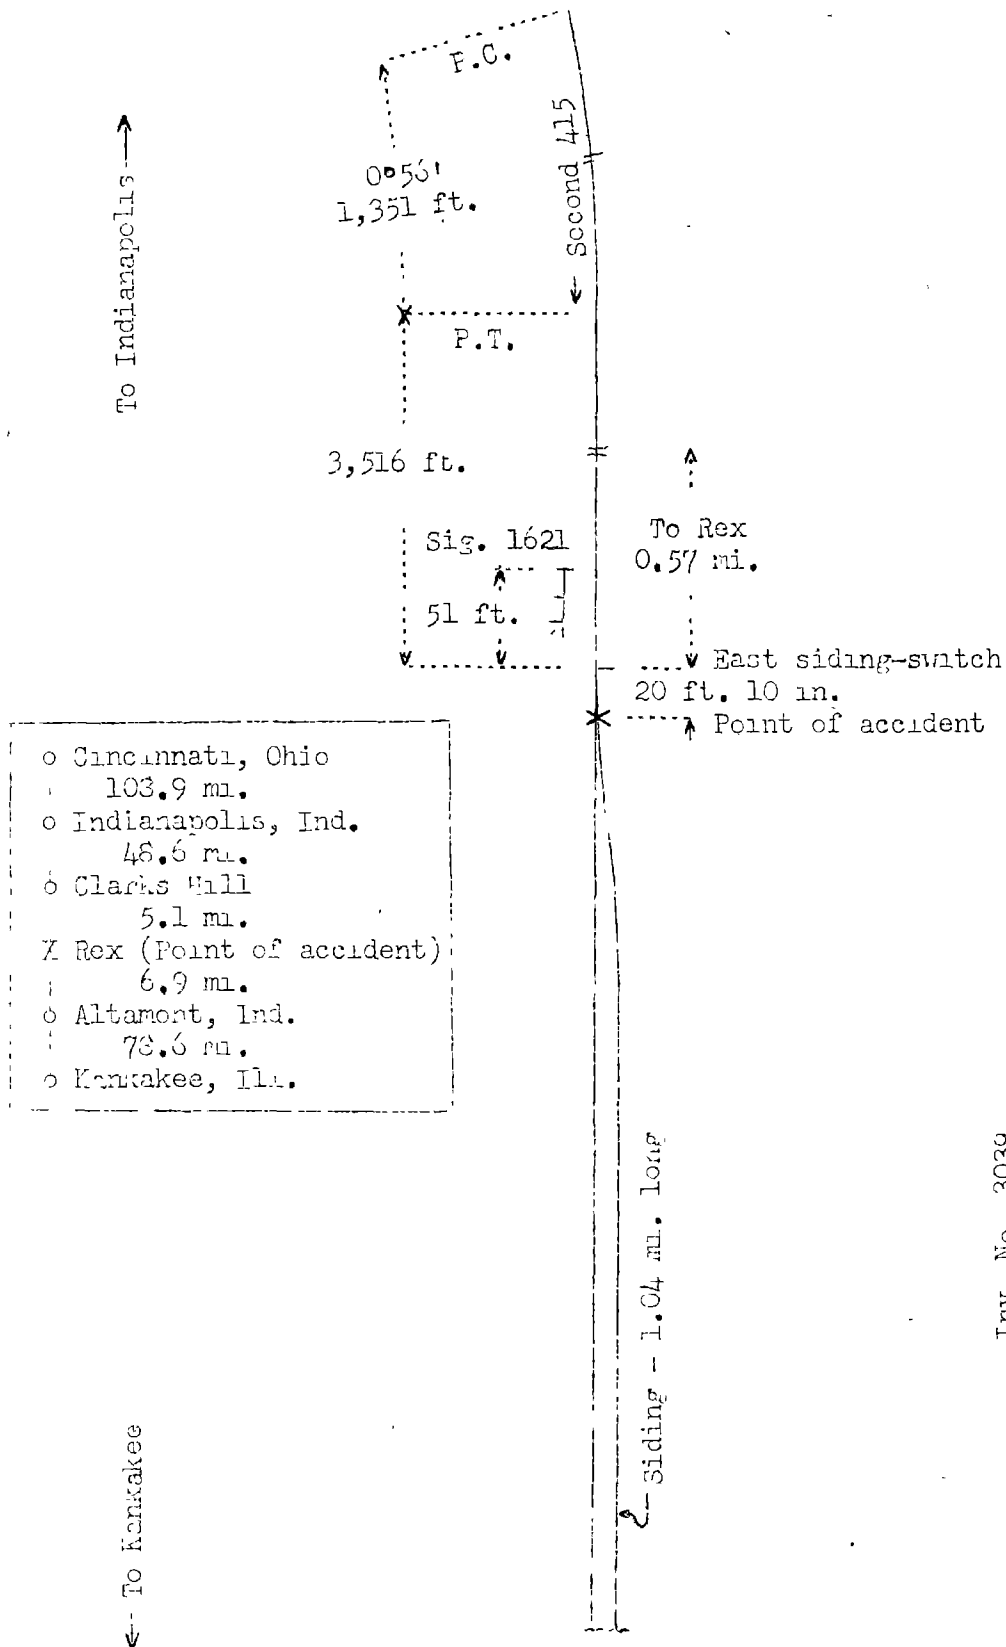 P.C.
To Indianapolis
Second 415
1,351 ft.
P.T.
3,516 ft.
Sig. 1621
51 ft.
To Rex
0.57 mi.
East siding-switch
20 ft. 10 in.
Point of accident
Cincinnati, Ohio
103.9 mi.
Indianapolis, Ind.
48.6 mi.
Clarks Hill
5.1 mi.
X Rex (Point of accident)
6.9 mi.
Altamont, Ind.
78.6 mi.
Kankakee, Ill.
Siding - 1.04 mi. long
To Kankakee
Inv. No. 3039